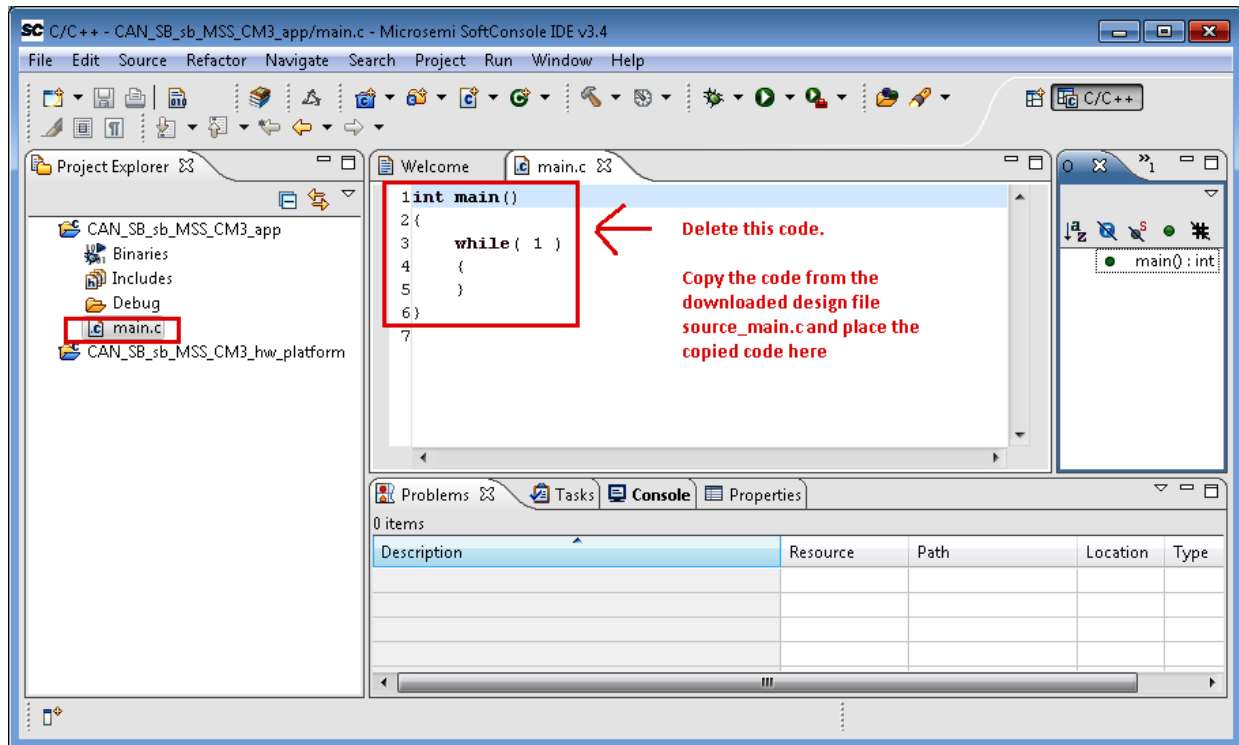 SC C/C++ - CAN_SB_sb_MSS_CM3_app/main.c - Microsemi SoftConsole IDE v3.4
File Edit Source Refactor Navigate Search Project Run Window Help
C/C++
Project Explorer
Welcome main.c
O »1
CAN_SB_sb_MSS_CM3_app
Binaries
Includes
Debug
main.c
CAN_SB_sb_MSS_CM3_hw_platform
1 int main()
2 {
3 while( 1 )
4 {
5 }
6 }
7
Delete this code.
Copy the code from the
downloaded design file
source_main.c and place the
copied code here
main() : int
Problems Tasks Console Properties
0 items
Description Resource Path Location Type